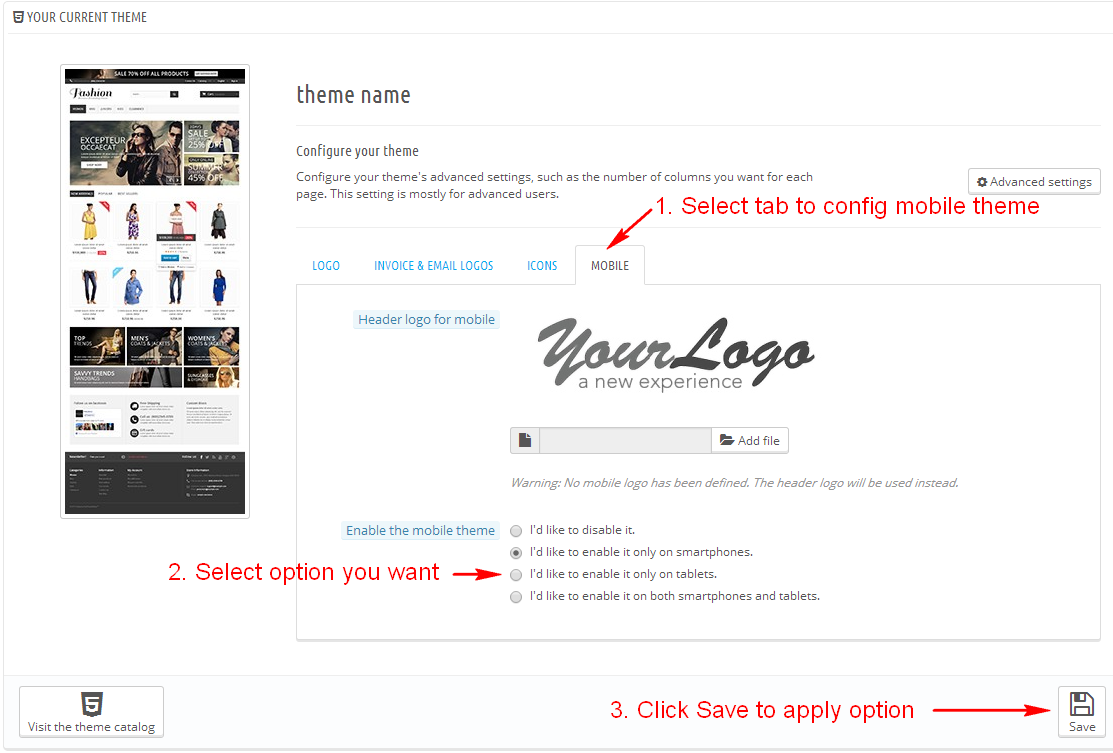 YOUR CURRENT THEME
SALE 70% OFF ALL PRODUCTS
Fashion
EXCEPTEUR
OCCAECAT
SALE
25% OFF
SUMMER
45% OFF
TOP
TRENDS
MEN'S
COATS & JACKETS
WOMEN'S
COATS & JACKETS
SAVVY TRENDS
HANDBAGS
SUNGLASSES
theme name
Configure your theme
Configure your theme's advanced settings, such as the number of columns you want for each
page. This setting is mostly for advanced users.
Advanced settings
1. Select tab to config mobile theme
LOGO
INVOICE & EMAIL LOGOS
ICONS
MOBILE
Header logo for mobile
YourLogo
a new experience
Add file
Warning: No mobile logo has been defined. The header logo will be used instead.
Enable the mobile theme
I'd like to disable it.
I'd like to enable it only on smartphones.
2. Select option you want
I'd like to enable it only on tablets.
I'd like to enable it on both smartphones and tablets.
Visit the theme catalog
3. Click Save to apply option
Save